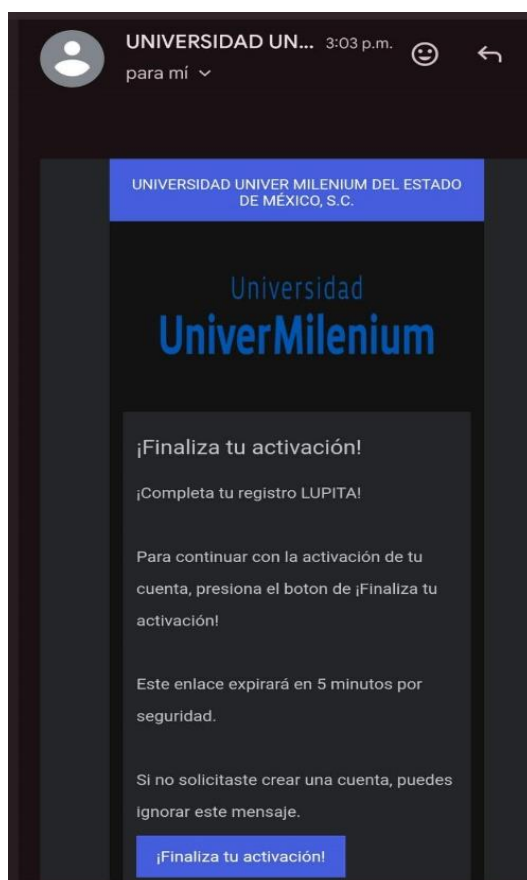 UNIVERSIDAD UN... 3:03 p.m.
para mí
UNIVERSIDAD UNIVER MILENIUM DEL ESTADO
DE MÉXICO, S.C.
Universidad
UniverMilenium
¡Finaliza tu activación!
¡Completa tu registro LUPITA!
Para continuar con la activación de tu
cuenta, presiona el boton de ¡Finaliza tu
activación!
Este enlace expirará en 5 minutos por
seguridad.
Si no solicitaste crear una cuenta, puedes
ignorar este mensaje.
¡Finaliza tu activación!